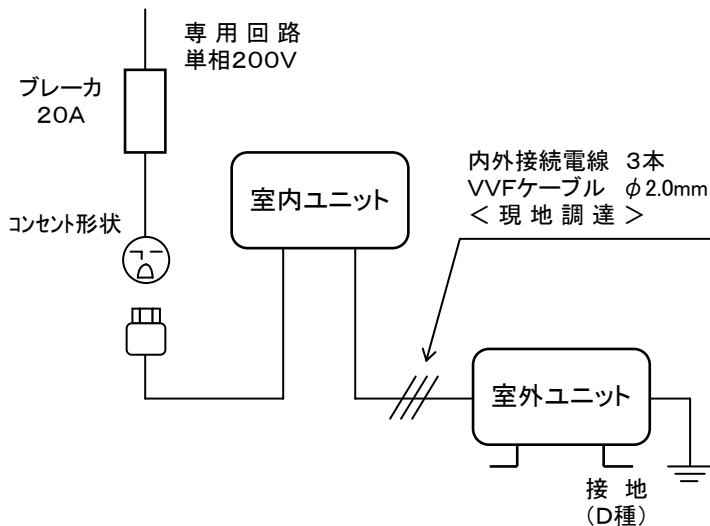 専用回路
単相200V
ブレーカ
20A
コンセント形状
室内ユニット
内外接続電線 3本
VVFケーブル φ2.0mm
<現地調達>
室外ユニット
接地
(D種)